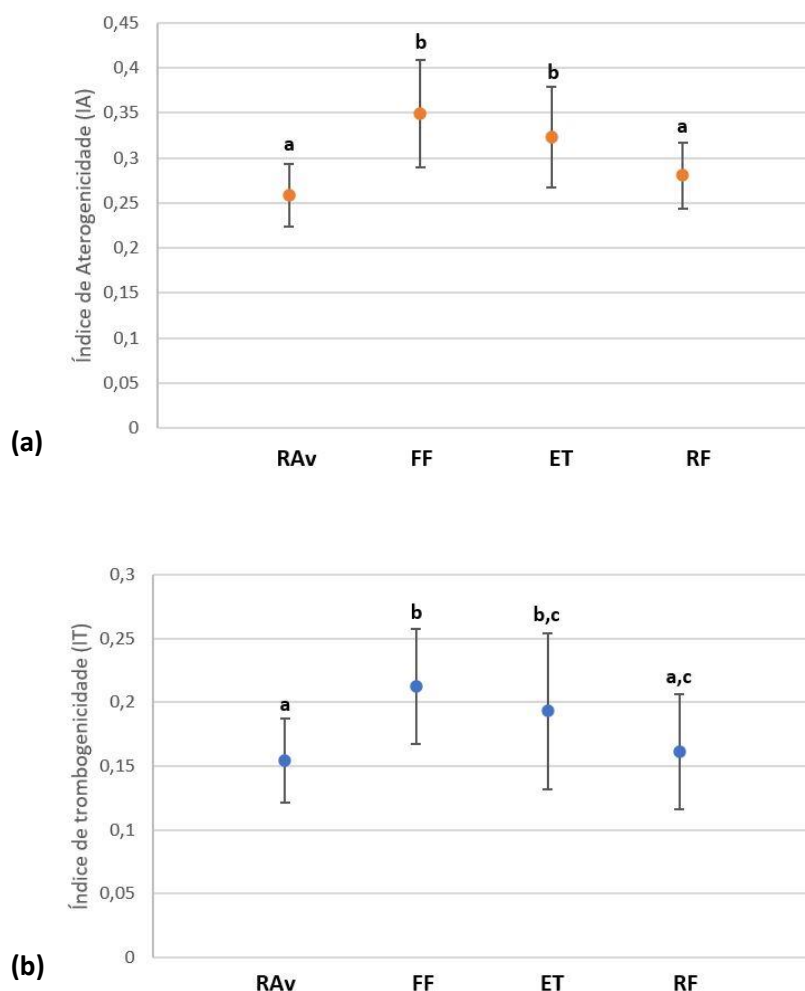 0,45
b
0,4
b
0,35
a
a
0,3
0,25
0,2
0,15
0,1
0,05
0
Índice de Aterogenicidade (IA)
(a)
RAv FF ET RF
0,3
b
b,c
0,25
a,c
a
0,2
0,15
0,1
0,05
0
Índice de trombogenicidade (IT)
(b)
RAv FF ET RF